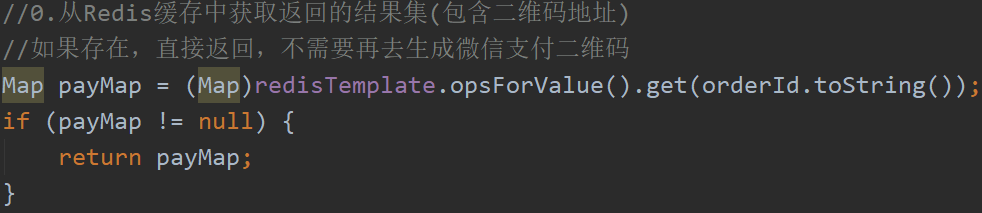 //0.从Redis缓存中获取返回的结果集(包含二维码地址)
//如果存在，直接返回，不需要再去生成微信支付二维码
Map payMap = (Map)redisTemplate.opsForValue().get(orderId.toString());
if (payMap != null) {
    return payMap;
}